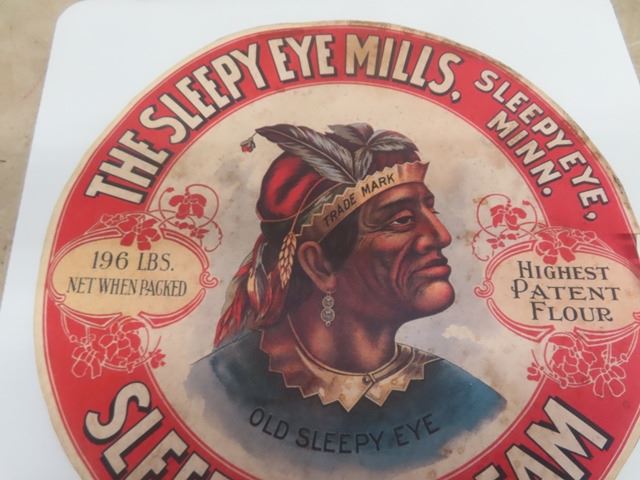 THE SLEEPY EYE MILLS,
SLEEPY EYE,
MINN.
TRADE MARK
196 LBS.
NET WHEN PACKED
HIGHEST
PATENT
FLOUR
OLD SLEEPY EYE